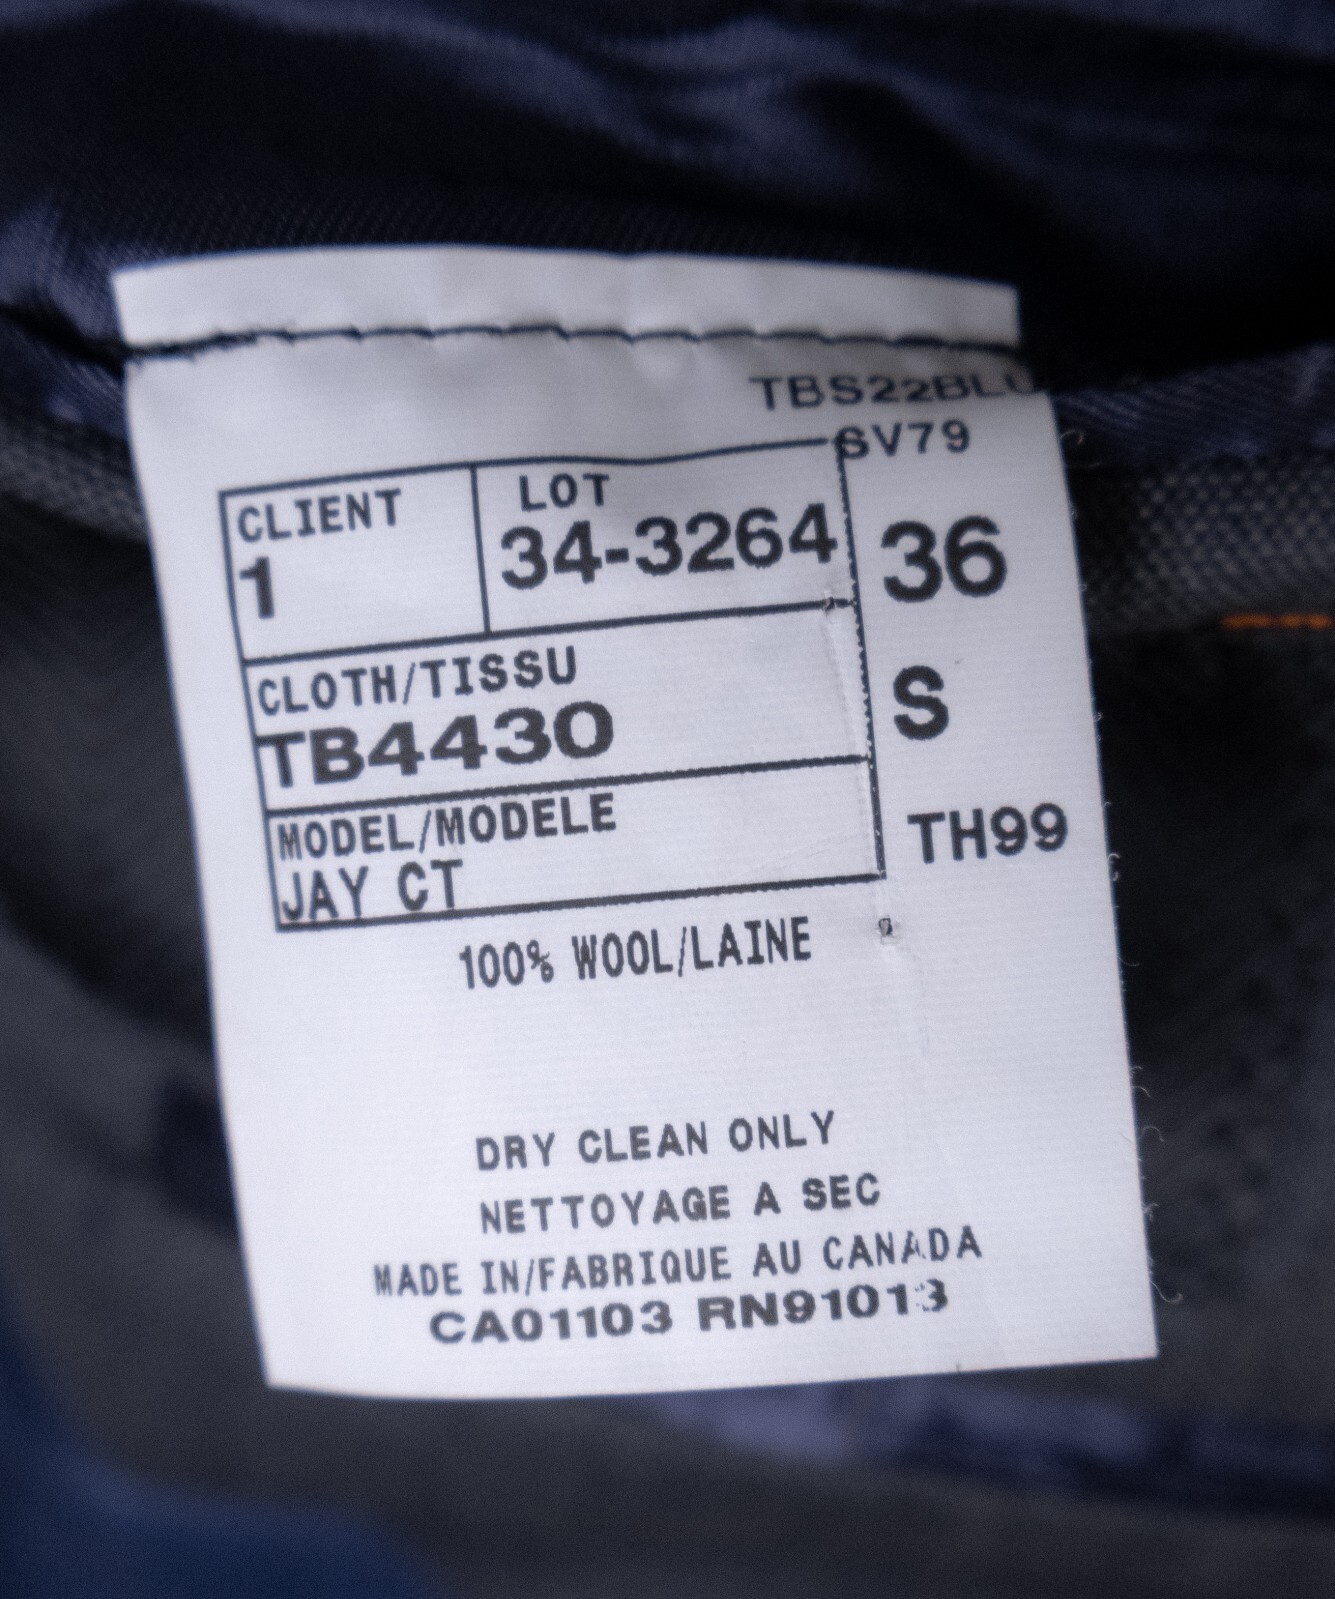 TBS22BLU
SV79
CLIENT
1
LOT
34-3264
36
CLOTH/TISSU
TB4430
S
MODEL/MODELE
JAY CT
TH99
100% WOOL/LAINE
DRY CLEAN ONLY
NETTOYAGE A SEC
MADE IN/FABRIQUE AU CANADA
CA01103 RN91013